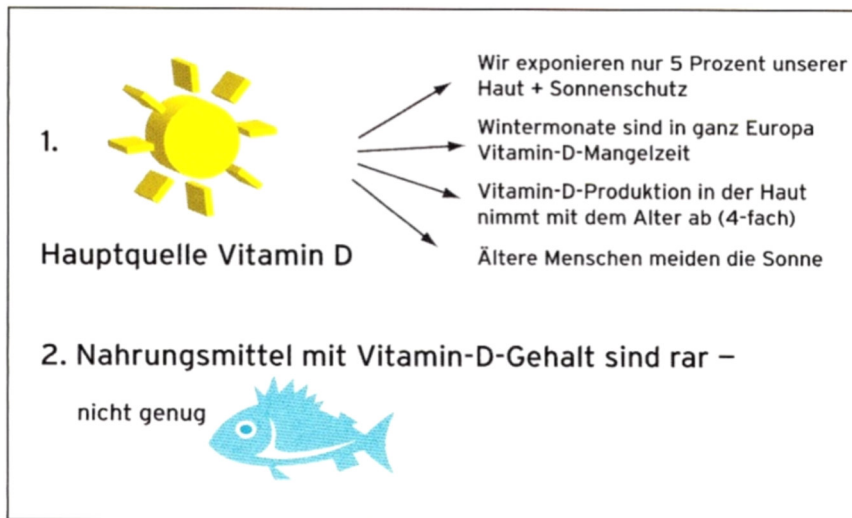 1.
Hauptquelle Vitamin D
Wir exponieren nur 5 Prozent unserer
Haut + Sonnenschutz
Wintermonate sind in ganz Europa
Vitamin-D-Mangelzeit
Vitamin-D-Produktion in der Haut
nimmt mit dem Alter ab (4-fach)
Ältere Menschen meiden die Sonne
2. Nahrungsmittel mit Vitamin-D-Gehalt sind rar –
nicht genug